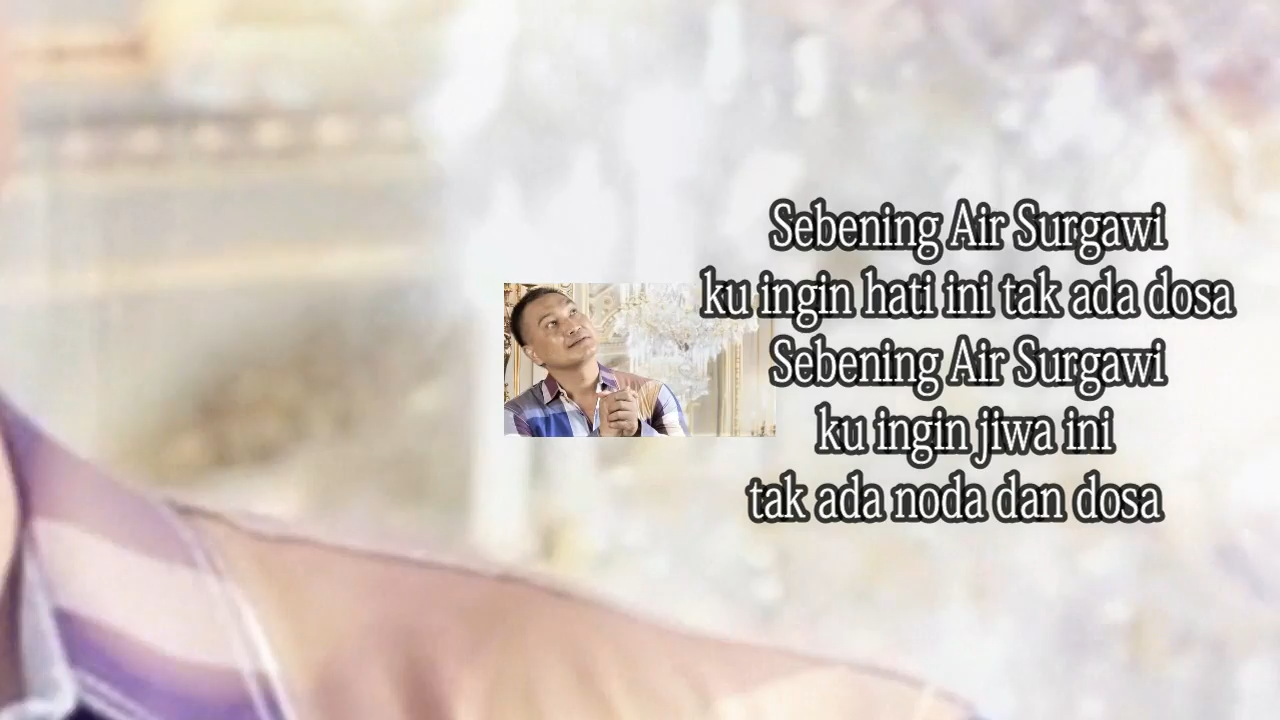 Sebening Air Surgawi
ku ingin hati ini tak ada dosa
Sebening Air Surgawi
ku ingin jiwa ini
tak ada noda dan dosa